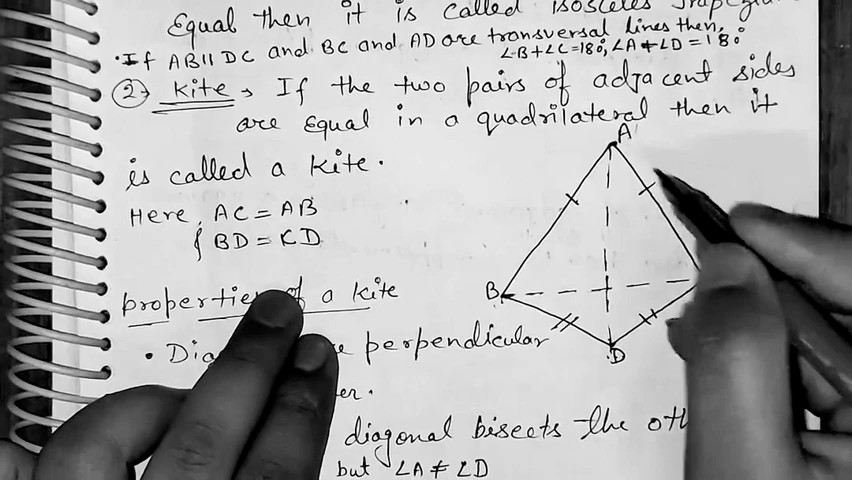 Equal then it is called isosceles
• If AB || DC and BC and AD are transversal lines then,
∠B+∠C=180°, ∠A+∠D=180°
② → kite → If the two pairs of adjacent sides
are Equal in a quadrilateral then it
is called a kite.
Here, AC = AB
& BD = CD
properties of a kite
perpendicular
diagonal bisects the
but ∠A ≠ ∠D
A
B
D